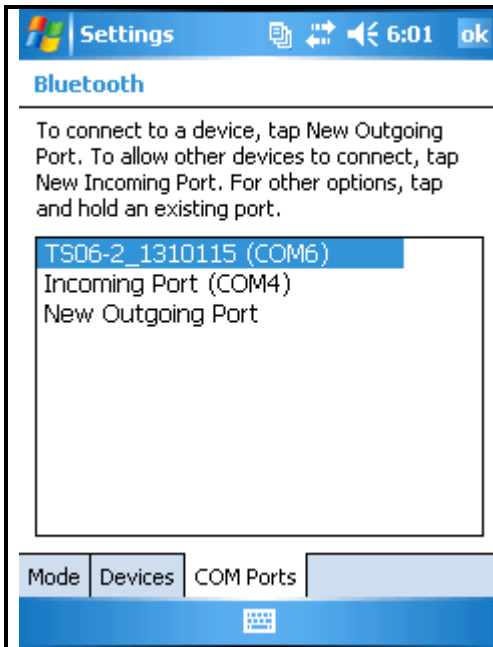 Settings 6:01 ok
Bluetooth
To connect to a device, tap New Outgoing
Port. To allow other devices to connect, tap
New Incoming Port. For other options, tap
and hold an existing port.
TS06-2_1310115 (COM6)
Incoming Port (COM4)
New Outgoing Port
Mode Devices COM Ports